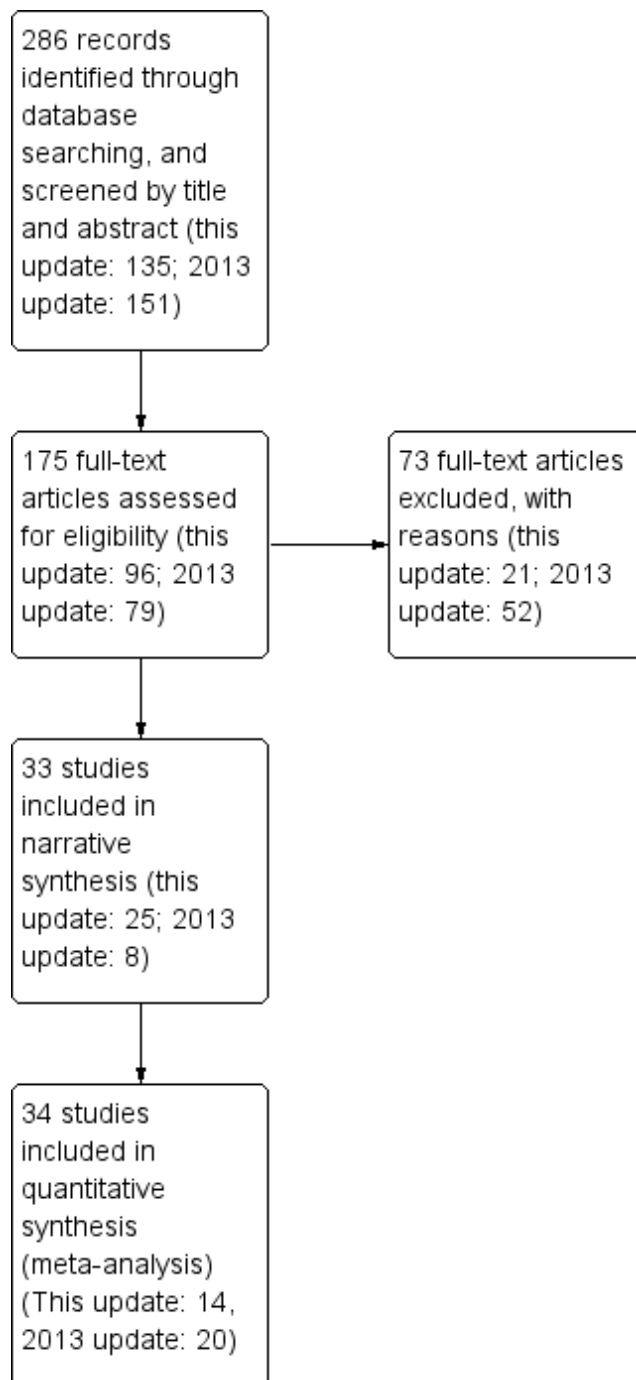 286 records
identified through
database
searching, and
screened by title
and abstract (this
update: 135; 2013
update: 151)
175 full-text
articles assessed
for eligibility (this
update: 96; 2013
update: 79)
73 full-text articles
excluded, with
reasons (this
update: 21; 2013
update: 52)
33 studies
included in
narrative
synthesis (this
update: 25; 2013
update: 8)
34 studies
included in
quantitative
synthesis
(meta-analysis)
(This update: 14,
2013 update: 20)